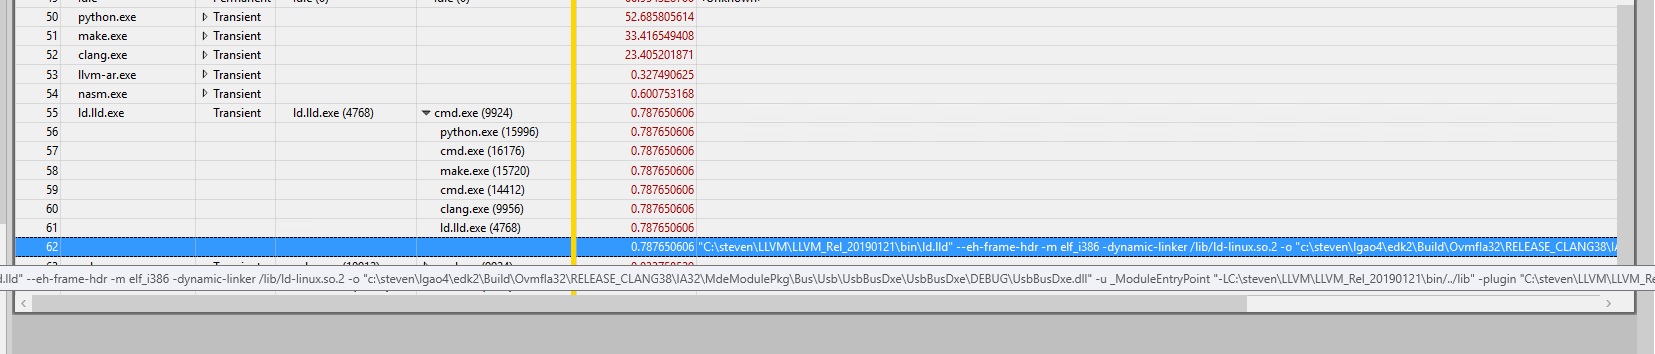 50 python.exe Transient 52.685805614
51 make.exe Transient 33.416549408
52 clang.exe Transient 23.405201871
53 llvm-ar.exe Transient 0.327490625
54 nasm.exe Transient 0.600753168
55 ld.lld.exe Transient ld.lld.exe (4768) cmd.exe (9924) 0.787650606
56 python.exe (15996) 0.787650606
57 cmd.exe (16176) 0.787650606
58 make.exe (15720) 0.787650606
59 cmd.exe (14412) 0.787650606
60 clang.exe (9956) 0.787650606
61 ld.lld.exe (4768) 0.787650606
62 0.787650606 "C:\steven\LLVM\LLVM_Rel_20190121\bin\ld.lld" --eh-frame-hdr -m elf_i386 -dynamic-linker /lib/ld-linux.so.2 -o "c:\steven\lgao4\edk2\Build\OvmfIa32\RELEASE_CLANG38\IA
d.lld" --eh-frame-hdr -m elf_i386 -dynamic-linker /lib/ld-linux.so.2 -o "c:\steven\lgao4\edk2\Build\OvmfIa32\RELEASE_CLANG38\IA32\MdeModulePkg\Bus\Usb\UsbBusDxe\UsbBusDxe\DEBUG\UsbBusDxe.dll" -u _ModuleEntryPoint "-LC:\steven\LLVM\LLVM_Rel_20190121\bin/../lib" -plugin "C:\steven\LLVM\LLVM_Re